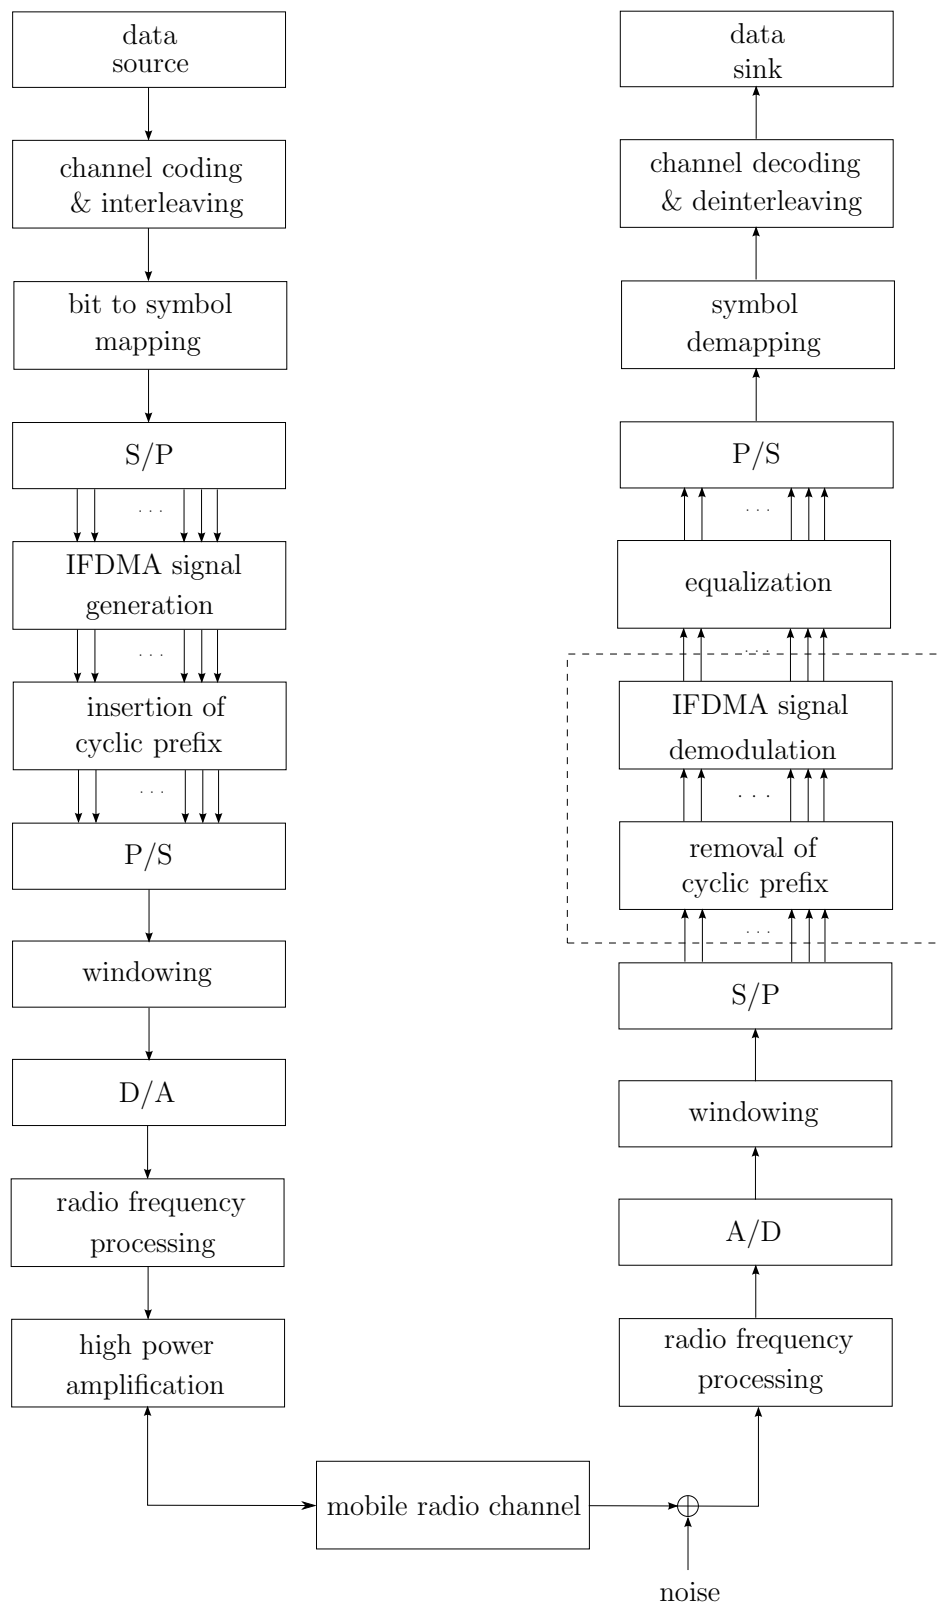 data
source
channel coding
& interleaving
bit to symbol
mapping
S/P
. . .
IFDMA signal
generation
. . .
insertion of
cyclic prefix
. . .
P/S
windowing
D/A
radio frequency
processing
high power
amplification
mobile radio channel
noise
data
sink
channel decoding
& deinterleaving
symbol
demapping
P/S
. . .
equalization
. . .
IFDMA signal
demodulation
. . .
removal of
cyclic prefix
. . .
S/P
windowing
A/D
radio frequency
processing